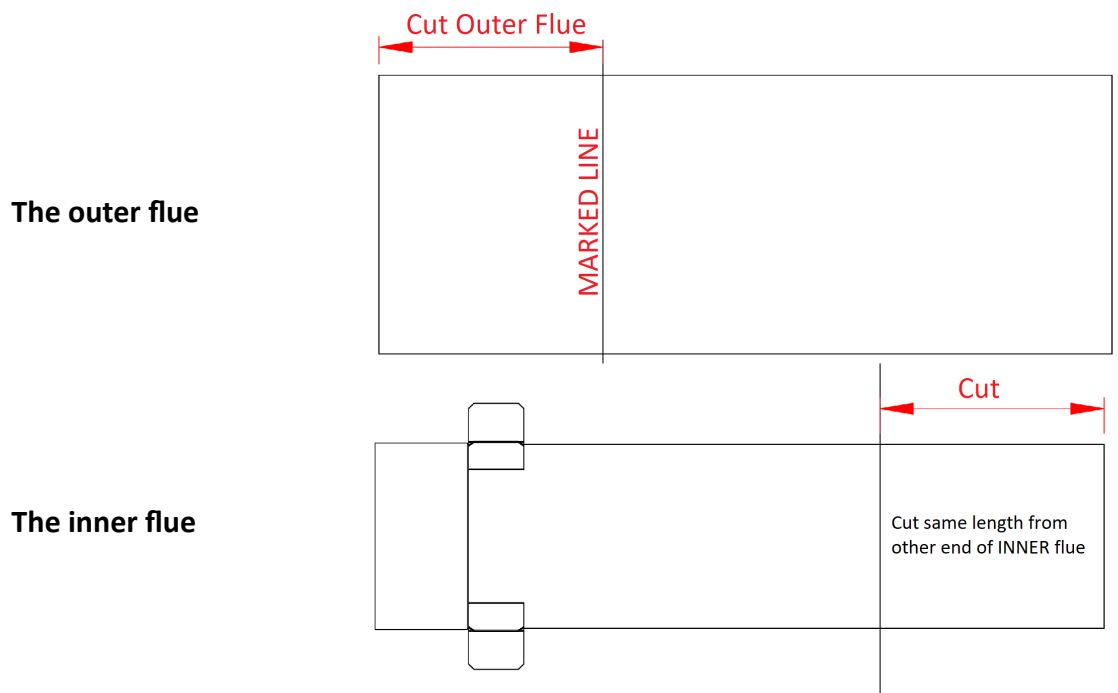 Cut Outer Flue
MARKED LINE
The outer flue
Cut
The inner flue
Cut same length from
other end of INNER flue